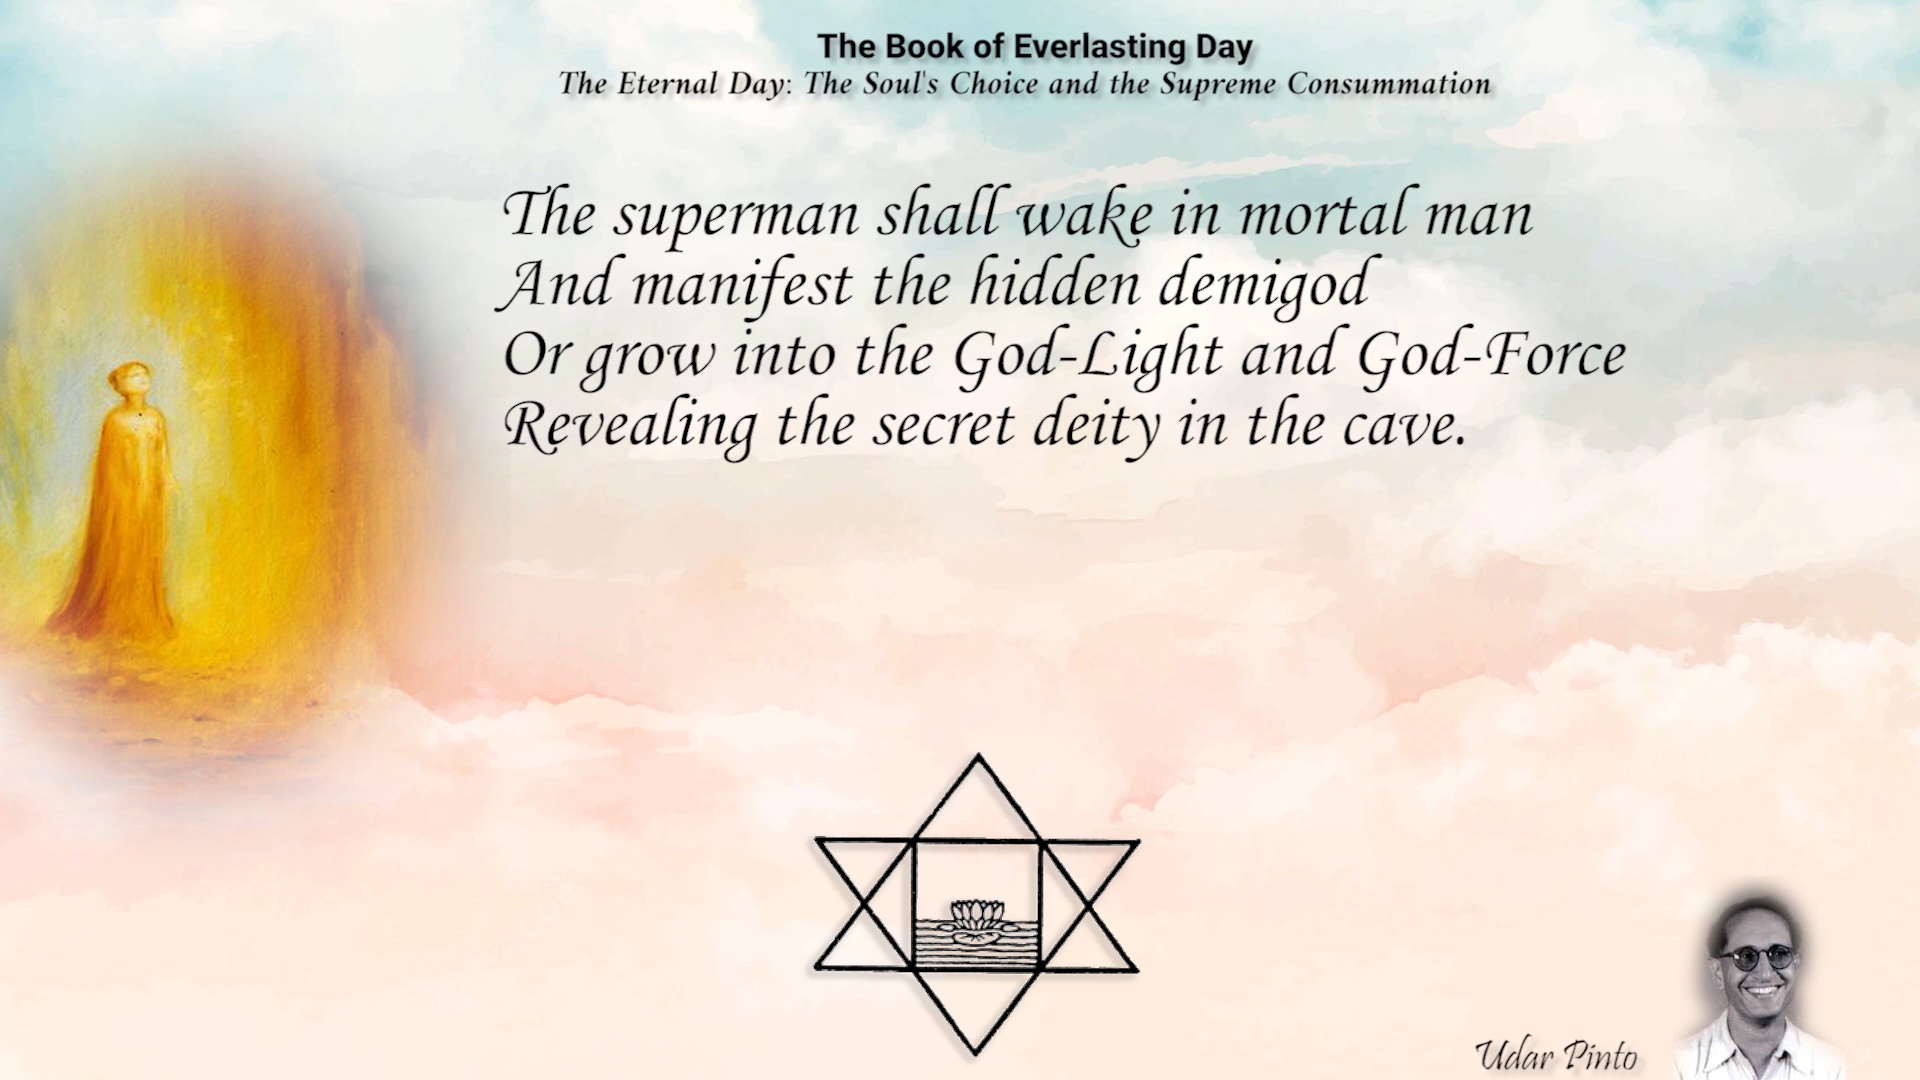 The Book of Everlasting Day
The Eternal Day: The Soul's Choice and the Supreme Consummation
The superman shall wake in mortal man
And manifest the hidden demigod
Or grow into the God-Light and God-Force
Revealing the secret deity in the cave.
Udar Pinto